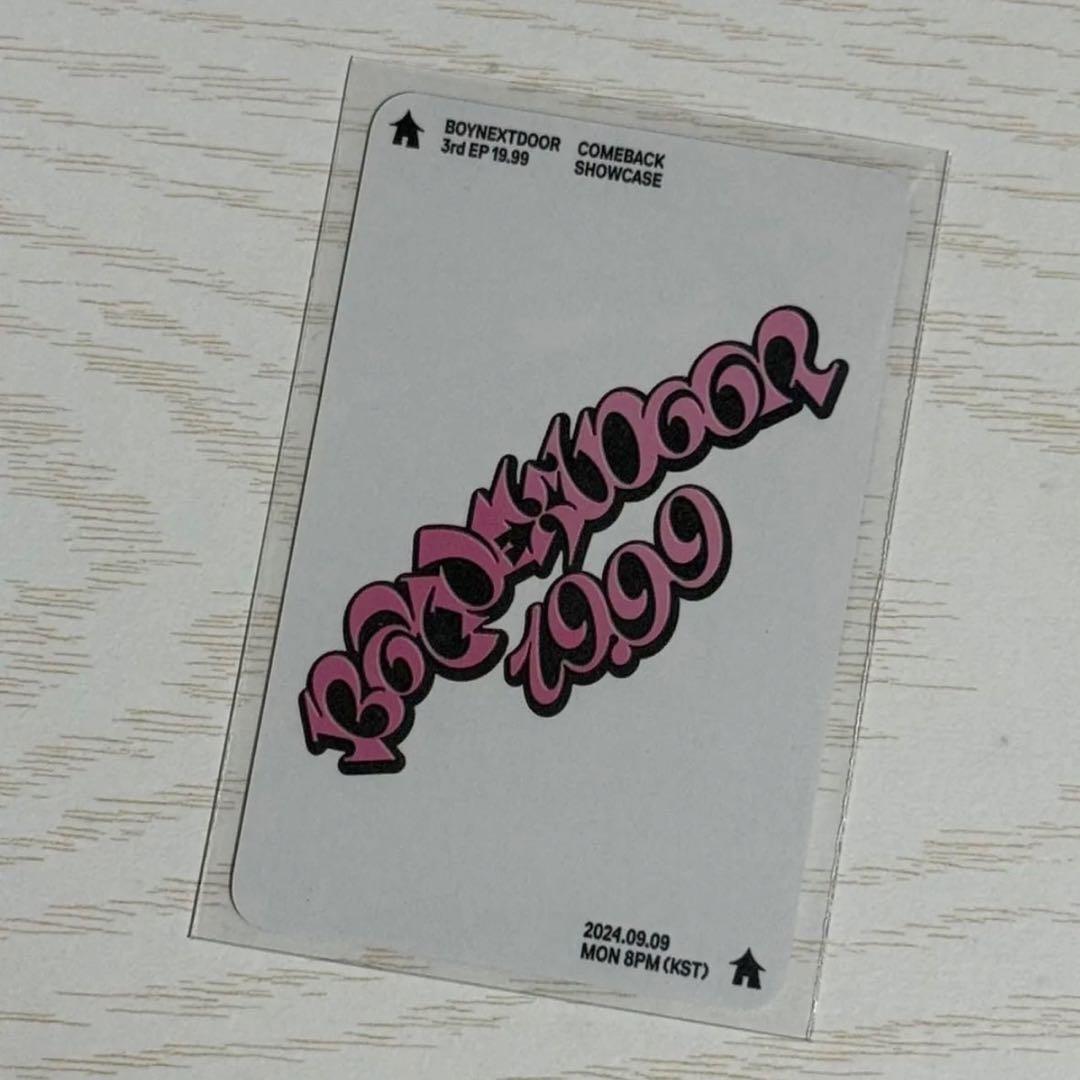 BOYNEXTDOOR
3rd EP 19.99
COMEBACK
SHOWCASE
BOYNEXTDOOR
19.99
2024.09.09
MON 8PM (KST)